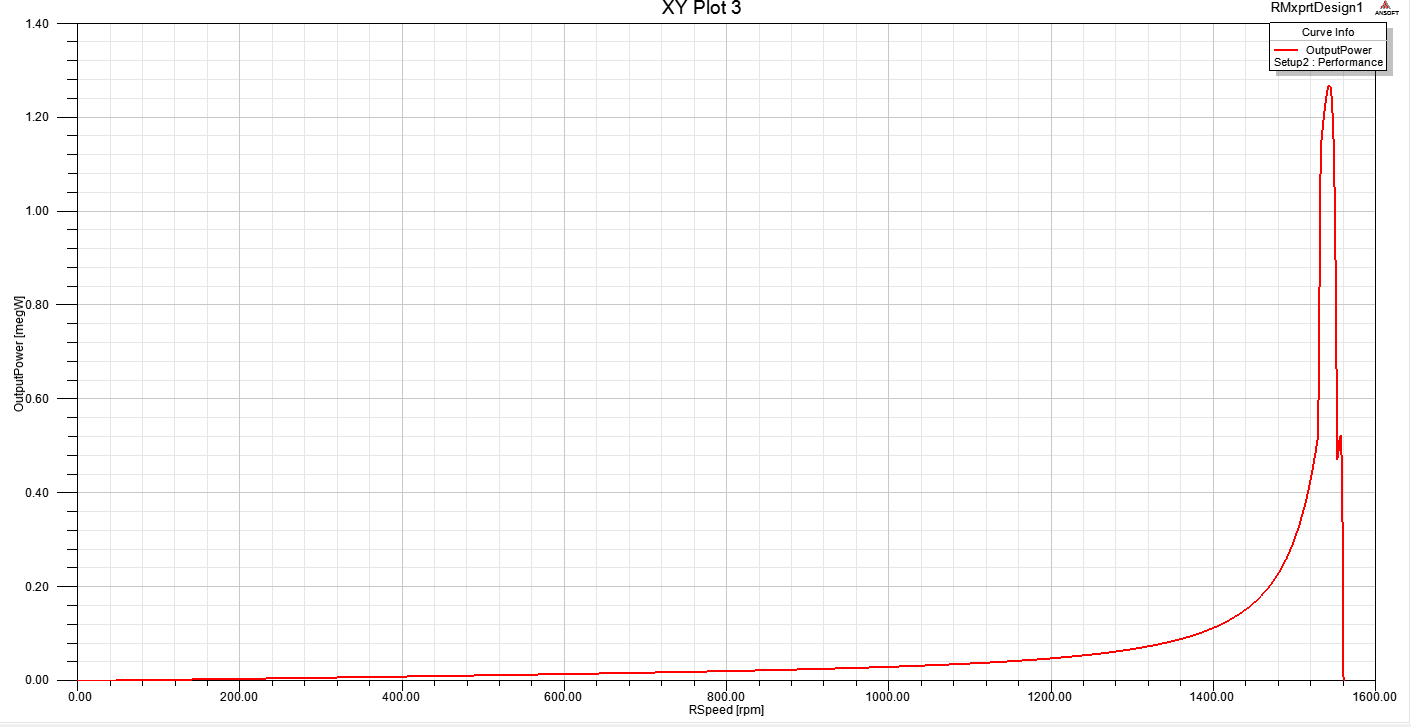 XY Plot 3
RMxprtDesign1
ANSOFT
Curve Info
OutputPower
Setup2 : Performance
1.40
1.20
1.00
0.80
0.60
0.40
0.20
0.00
OutputPower [megW]
0.00 200.00 400.00 600.00 800.00 1000.00 1200.00 1400.00 1600.00
RSpeed [rpm]